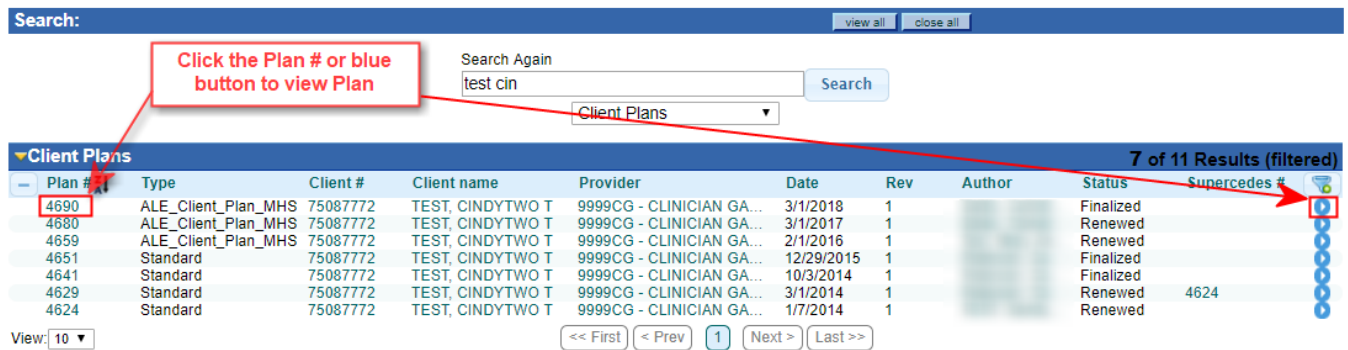 Search:
view all
close all
Click the Plan # or blue
button to view Plan
Search Again
test cin
Search
Client Plans
Client Plans
7 of 11 Results (filtered)
Plan # Type Client # Client name Provider Date Rev Author Status Supercedes #
4690 ALE_Client_Plan_MHS 75087772 TEST, CINDYTWO T 9999CG - CLINICIAN GA... 3/1/2018 1 Finalized
4680 ALE_Client_Plan_MHS 75087772 TEST, CINDYTWO T 9999CG - CLINICIAN GA... 3/1/2017 1 Renewed
4659 ALE_Client_Plan_MHS 75087772 TEST, CINDYTWO T 9999CG - CLINICIAN GA... 2/1/2016 1 Renewed
4651 Standard 75087772 TEST, CINDYTWO T 9999CG - CLINICIAN GA... 12/29/2015 1 Finalized
4641 Standard 75087772 TEST, CINDYTWO T 9999CG - CLINICIAN GA... 10/3/2014 1 Finalized
4629 Standard 75087772 TEST, CINDYTWO T 9999CG - CLINICIAN GA... 3/1/2014 1 Renewed 4624
4624 Standard 75087772 TEST, CINDYTWO T 9999CG - CLINICIAN GA... 1/7/2014 1 Renewed
View: 10 << First < Prev 1 Next > Last >>